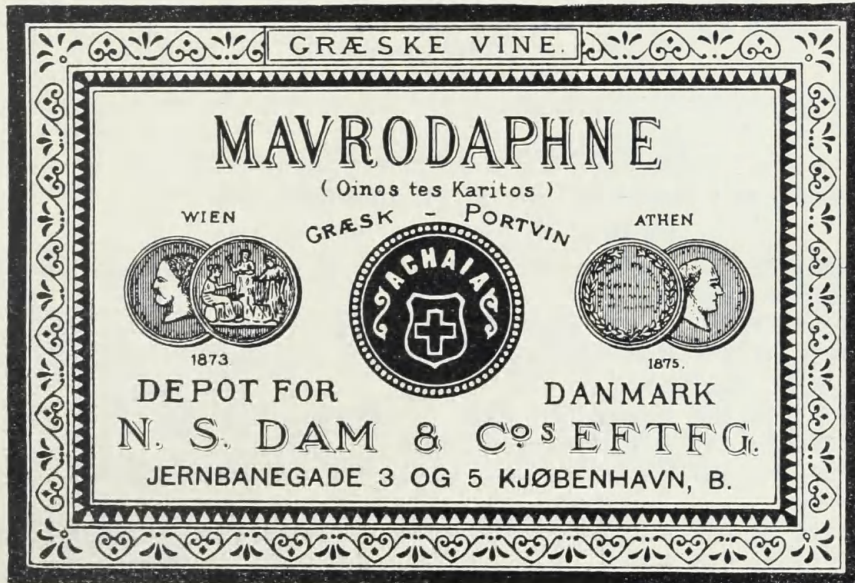 GRÆSKE VINE.
MAVRODAPHNE
( Oinos tes Karitos )
WIEN
GRÆSK - PORTVIN
ATHEN
ACHAIA
1873
1875.
DEPOT FOR DANMARK
N. S. DAM & Cos EFTFG.
JERNBANEGADE 3 OG 5 KJØBENHAVN, B.